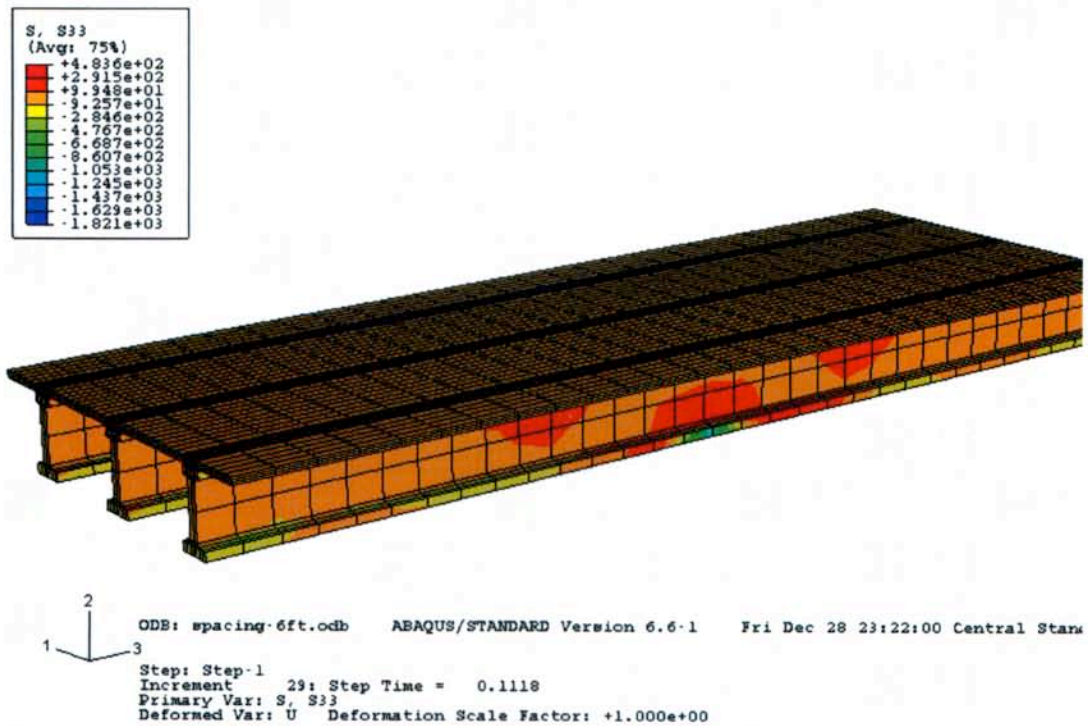 S, S33
(Avg: 75%)
+4.836e+02
+2.915e+02
+9.948e+01
-9.257e+01
-2.846e+02
-4.767e+02
-6.687e+02
-8.607e+02
-1.053e+03
-1.245e+03
-1.437e+03
-1.629e+03
-1.821e+03
2
1
3
ODB: spacing-6ft.odb ABAQUS/STANDARD Version 6.6-1 Fri Dec 28 23:22:00 Central Stan
Step: Step-1
Increment 29: Step Time = 0.1118
Primary Var: S, S33
Deformed Var: U Deformation Scale Factor: +1.000e+00